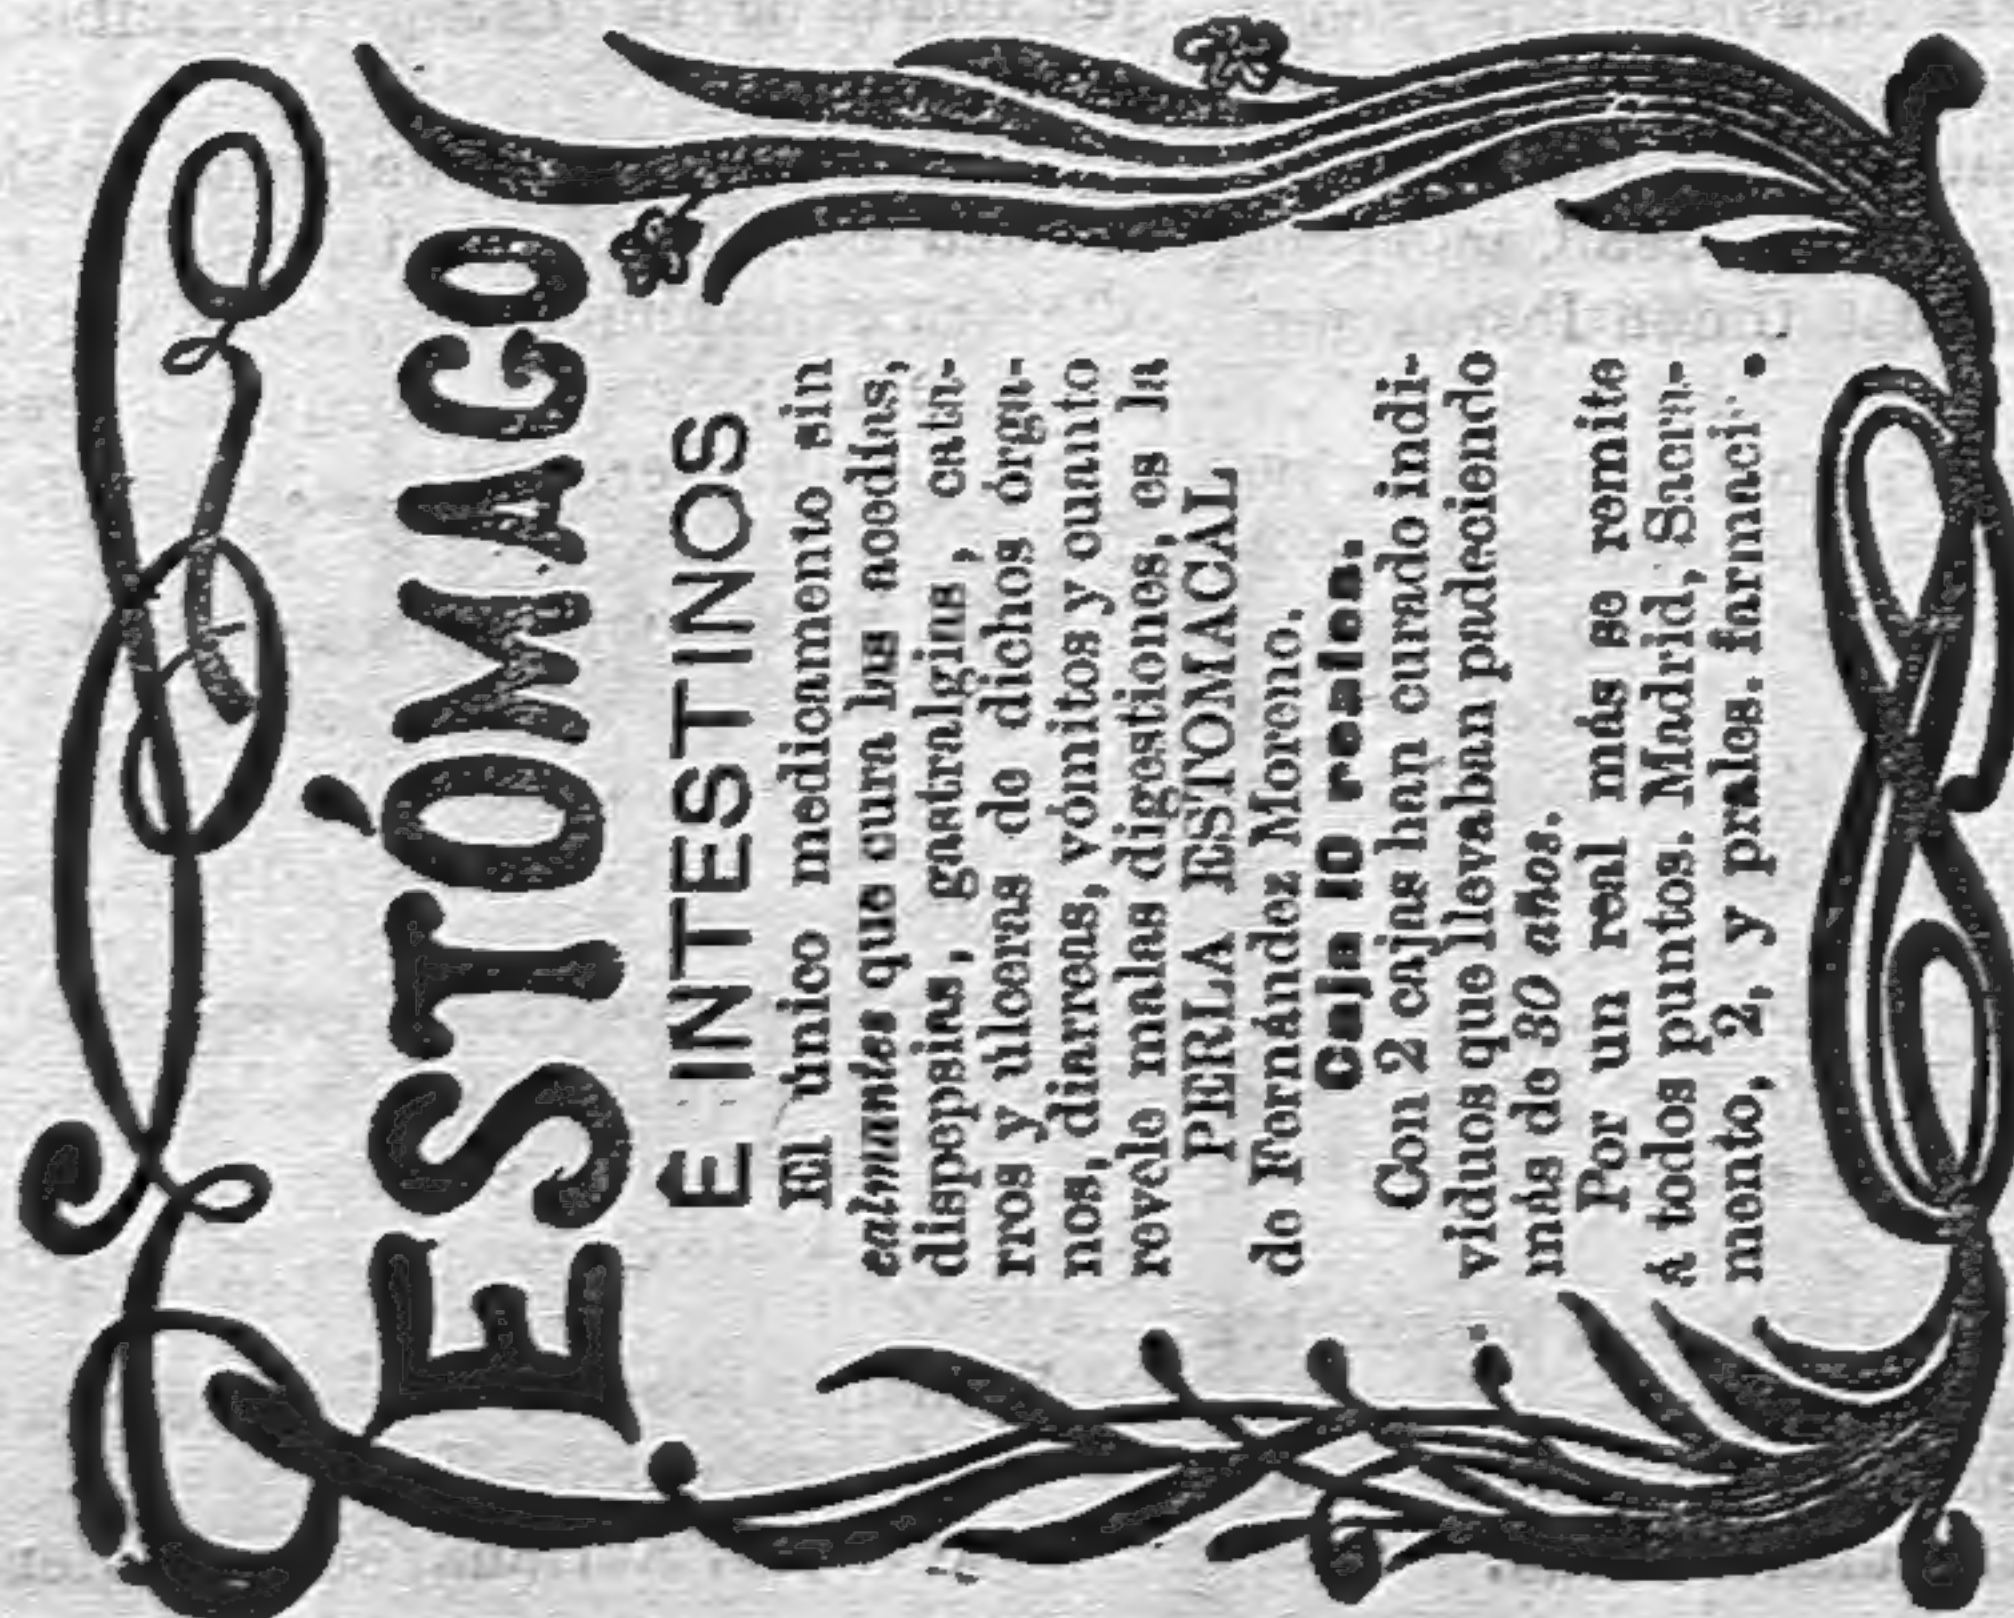 ESTÓMAGO
É INTESTINOS
El único medicamento sin
calmantes que cura las acedías,
dispepsias, gastralgias, cata-
rros y úlceras de dichos órga-
nos, diarreas, vómitos y cuanto
revele malas digestiones, es la
PERLA ESTOMACAL
de Fernández Moreno.
Caja 10 reales.
Con 2 cajas han curado indi-
viduos que llevaban padeciendo
más de 30 años.
Por un real más se remite
á todos puntos. Madrid, Sacra-
mento, 2, y prales.